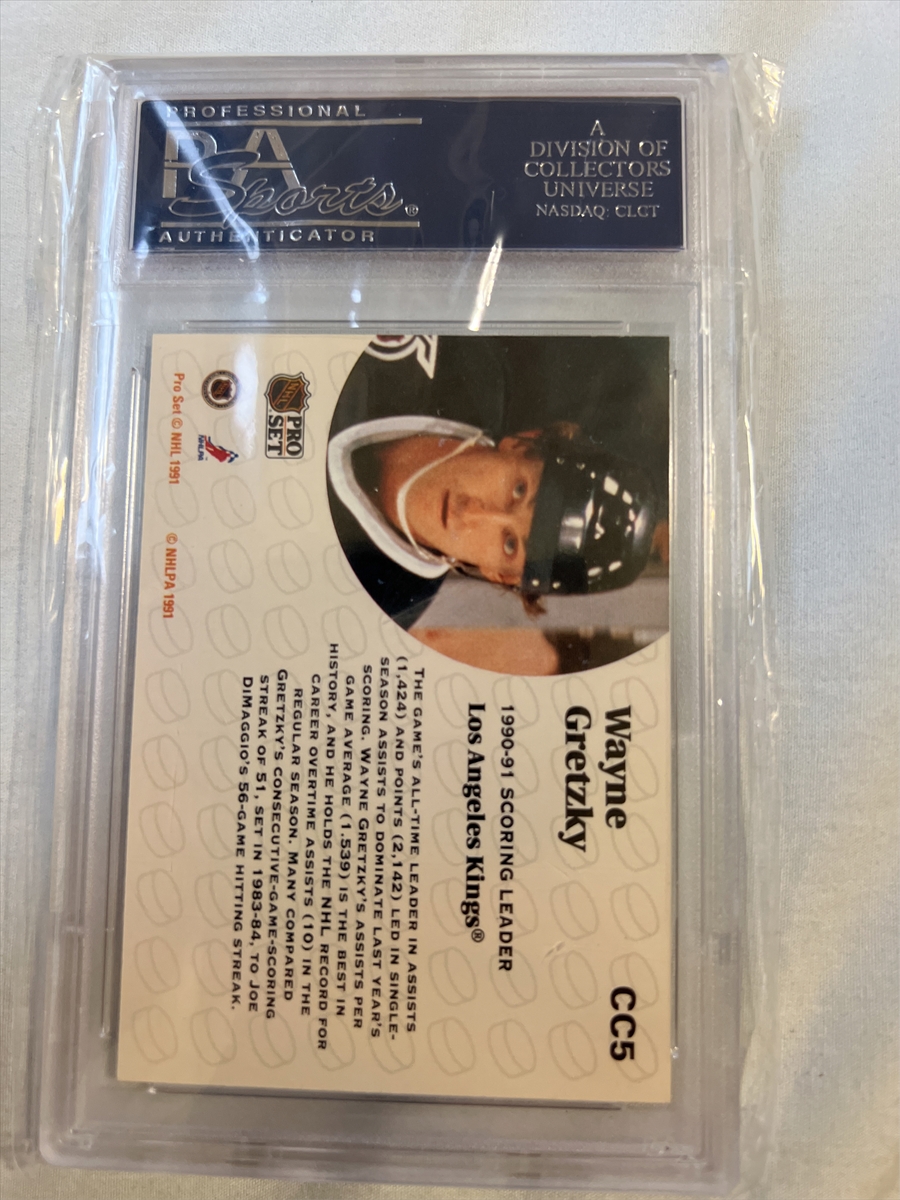 PROFESSIONAL
PSA
Sports®
AUTHENTICATOR
A
DIVISION OF
COLLECTORS
UNIVERSE
NASDAQ: CLCT
CC5
Wayne
Gretzky
1990-91 SCORING LEADER
Los Angeles Kings®
THE GAME'S ALL-TIME LEADER IN ASSISTS
(1,424) AND POINTS (2,142) LED IN SINGLE-
SEASON ASSISTS TO DOMINATE LAST YEAR'S
SCORING. WAYNE GRETZKY'S ASSISTS PER
GAME AVERAGE (1.539) IS THE BEST IN
HISTORY, AND HE HOLDS THE NHL RECORD FOR
CAREER OVERTIME ASSISTS (10) IN THE
REGULAR SEASON. MANY COMPARED
GRETZKY'S CONSECUTIVE-GAME-SCORING
STREAK OF 51, SET IN 1983-84, TO JOE
DIMAGGIO'S 56-GAME HITTING STREAK.
NHL
PRO
SET
NHLPA
Pro Set © NHL 1991 © NHLPA 1991